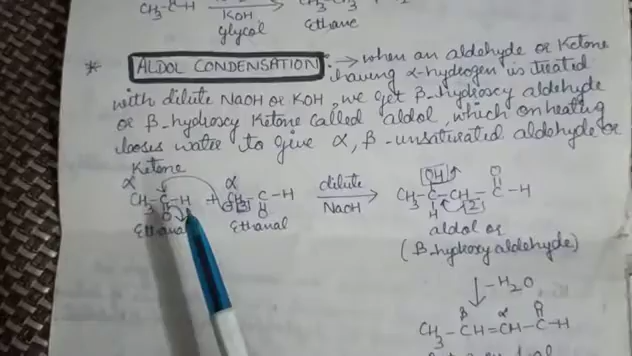 CH3 C H KOH CH3 CH3
glycol Ethane
* ALDOL CONDENSATION :→ when an aldehyde or Ketone
having α-hydrogen is treated
with dilute NaOH or KOH, we get β-hydroxy aldehyde
or β-hydroxy Ketone called aldol, which on heating
looses water to give α, β-unsaturated aldehyde or
Ketone
α α OH O
CH3-C-H + CH-C-H dilute NaOH → CH3-C-CH-C-H
O O H
Ethanal Ethanal aldol or
(β-hydroxy aldehyde)
↓ -H2O
β α O
CH3-CH=CH-C-H